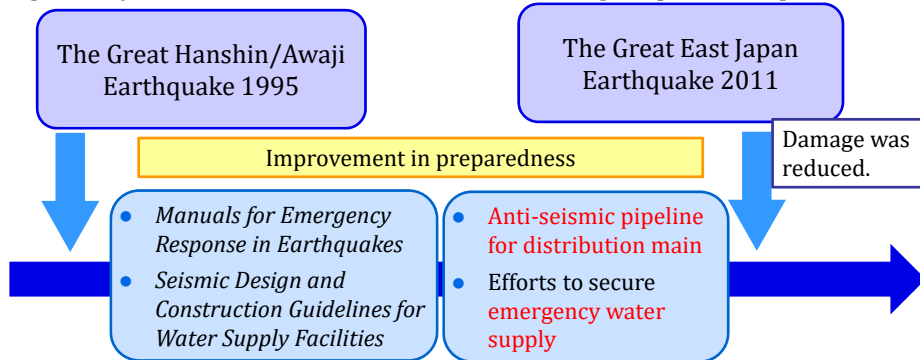 The Great Hanshin/Awaji
Earthquake 1995
The Great East Japan
Earthquake 2011
Improvement in preparedness
Damage was
reduced.
• Manuals for Emergency
Response in Earthquakes
• Seismic Design and
Construction Guidelines for
Water Supply Facilities
• Anti-seismic pipeline
for distribution main
• Efforts to secure
emergency water
supply